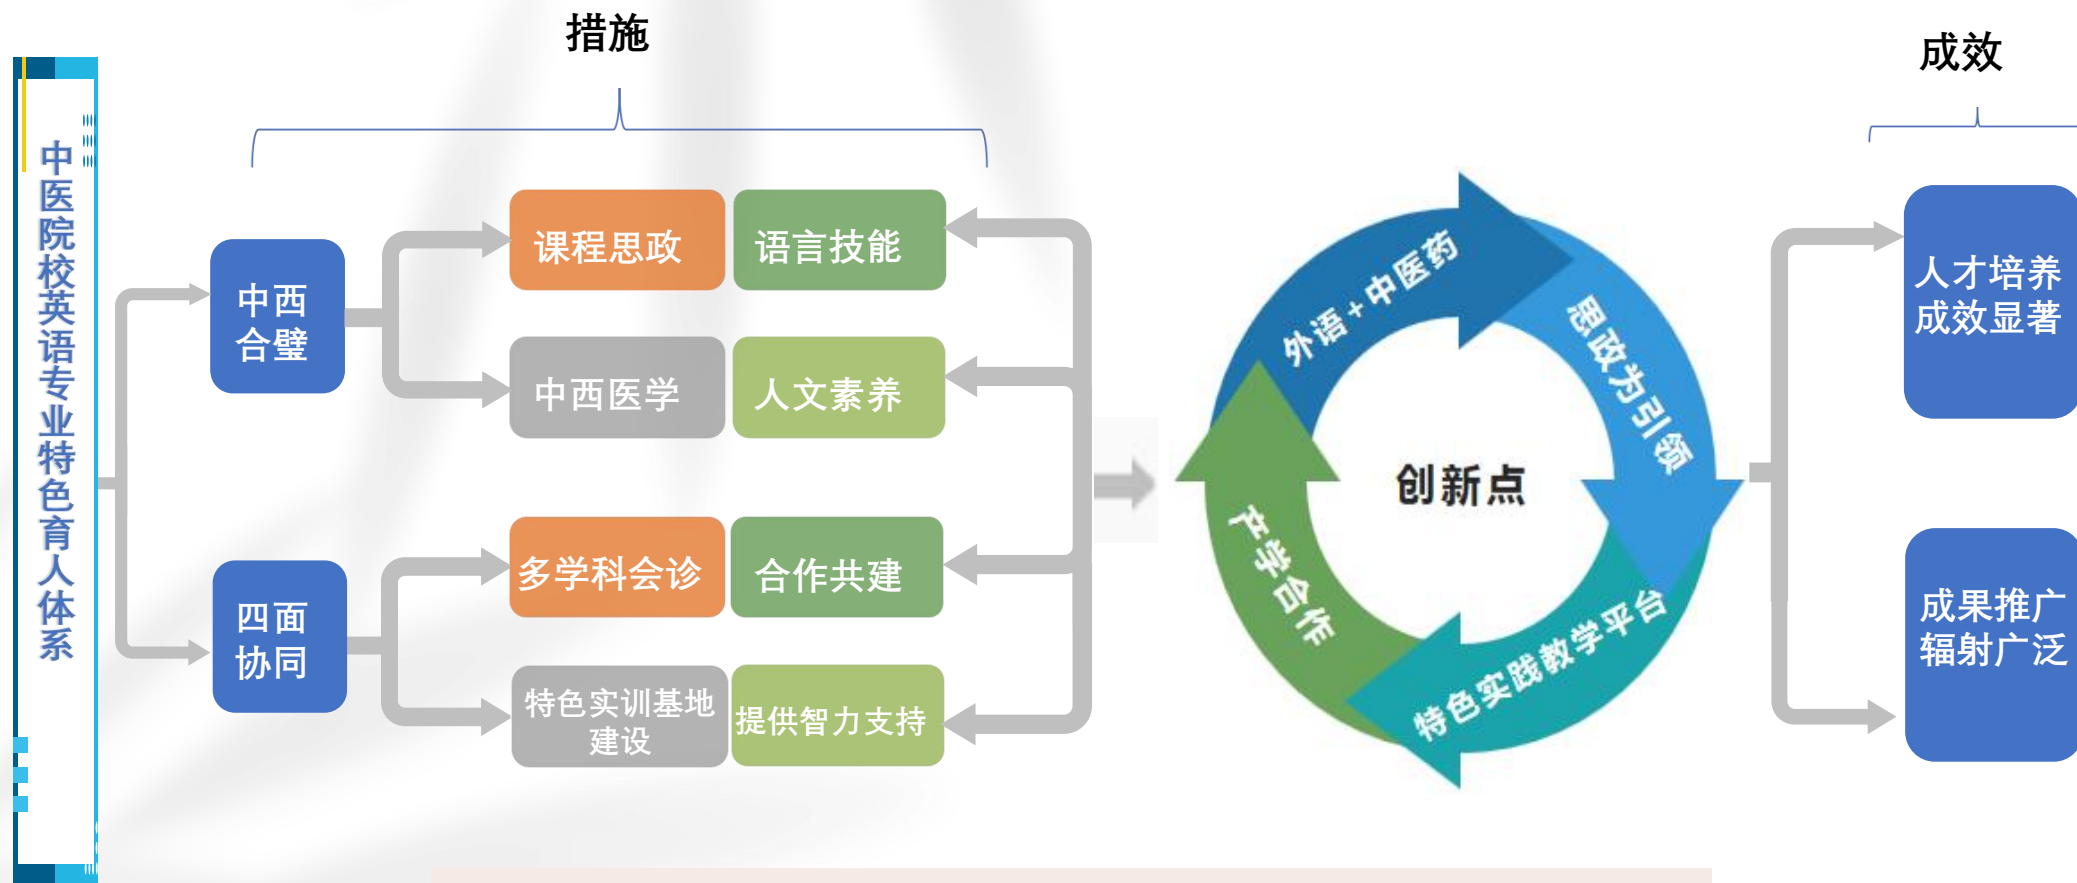 措施
成效
中医院校英语专业特色育人体系
中西
合璧
课程思政
语言技能
中西医学
人文素养
四面
协同
多学科会诊
合作共建
特色实训基地
建设
提供智力支持
外语+中医药
思政为引领
特色实践教学平台
产学合作
创新点
人才培养
成效显著
成果推广
辐射广泛